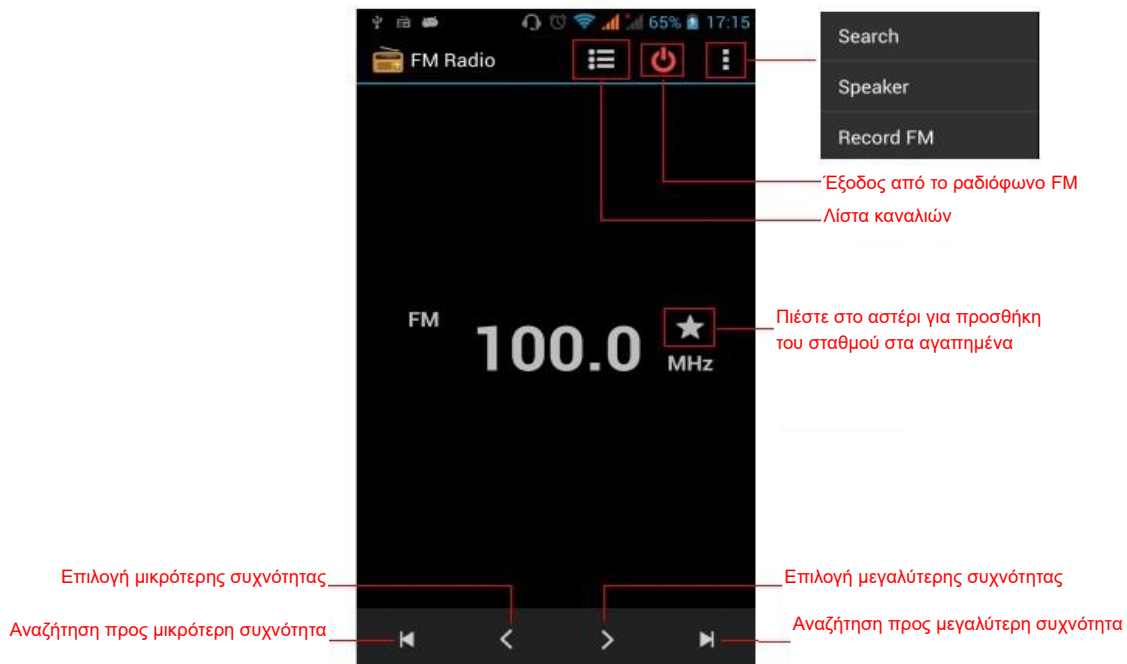 65% 17:15
FM Radio
Search
Speaker
Record FM
Έξοδος από το ραδιόφωνο FM
Λίστα καναλιών
FM
100.0
MHz
Πιέστε στο αστέρι για προσθήκη
του σταθμού στα αγαπημένα
Επιλογή μικρότερης συχνότητας
Επιλογή μεγαλύτερης συχνότητας
Αναζήτηση προς μικρότερη συχνότητα
Αναζήτηση προς μεγαλύτερη συχνότητα